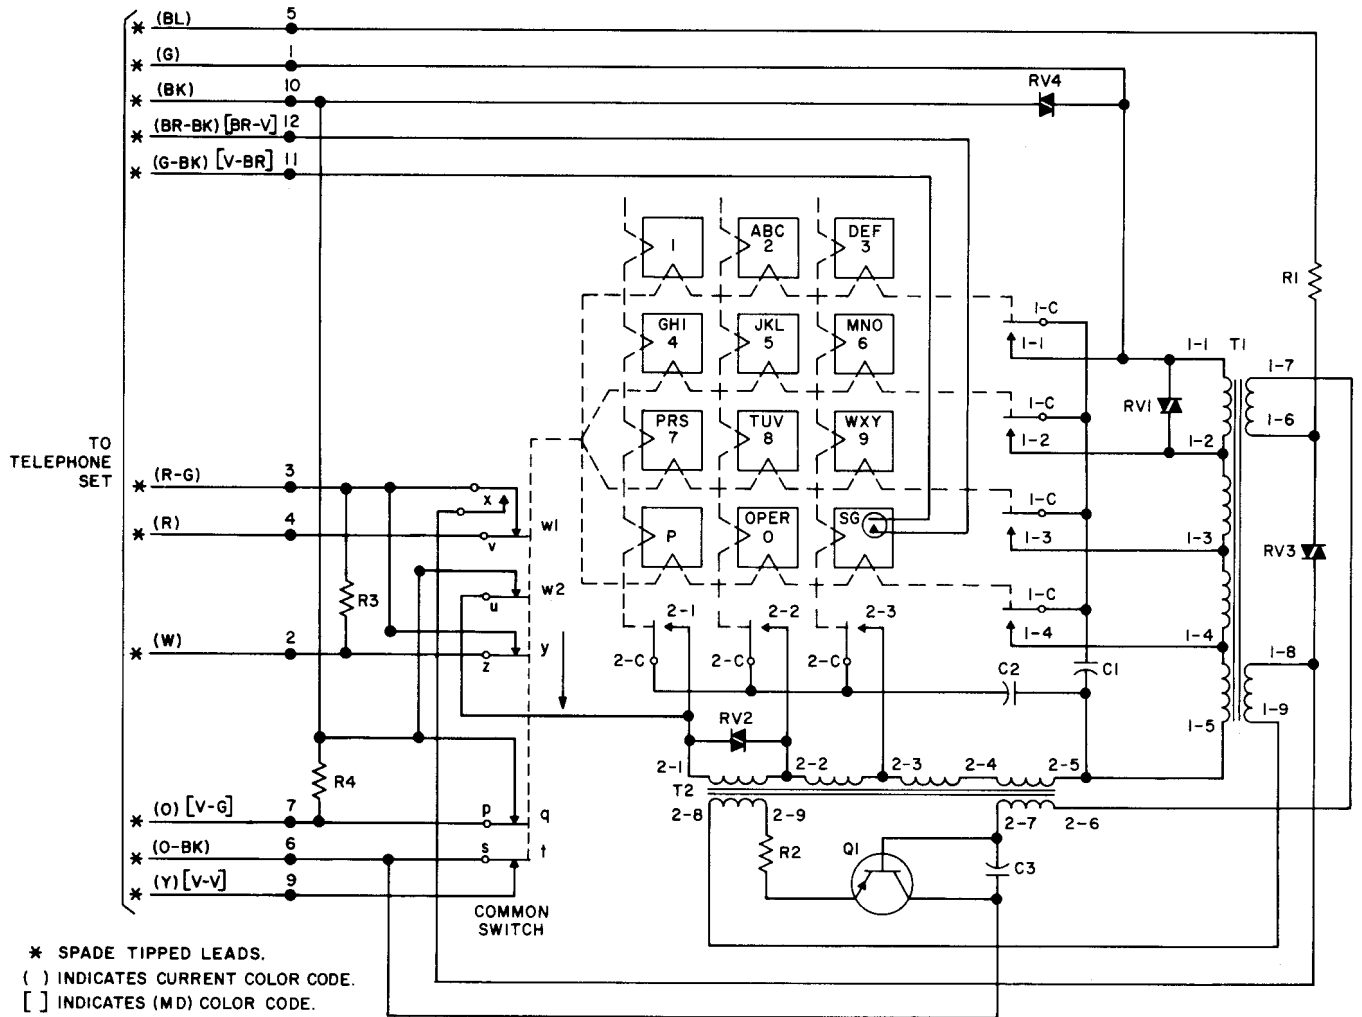 (BL) 5
(G) 1
(BK) 10
RV4
(BR-BK) [BR-V] 12
(G-BK) [V-BR] 11
1
ABC
2
DEF
3
R1
1-C
1-1
1-1
T1
GHI
4
JKL
5
MNO
6
1-7
RV1
1-6
1-C
1-2
1-2
PRS
7
TUV
8
WXY
9
TO
TELEPHONE
SET
(R-G) 3
x
1-C
1-3
1-3
(R) 4
v
w1
P
OPER
0
SG
RV3
R3
w2
u
1-C
1-4
1-4
2-1
2-2
2-3
(W) 2
y
z
2-C
2-C
2-C
C2
C1
1-8
1-9
1-5
RV2
R4
2-1
2-2
2-3
2-4
2-5
T2
2-8
2-9
2-7
2-6
(O) [V-G] 7
p
q
(O-BK) 6
s
t
R2
Q1
C3
(Y) [V-V] 9
COMMON
SWITCH
* SPADE TIPPED LEADS.
( ) INDICATES CURRENT COLOR CODE.
[ ] INDICATES (MD) COLOR CODE.